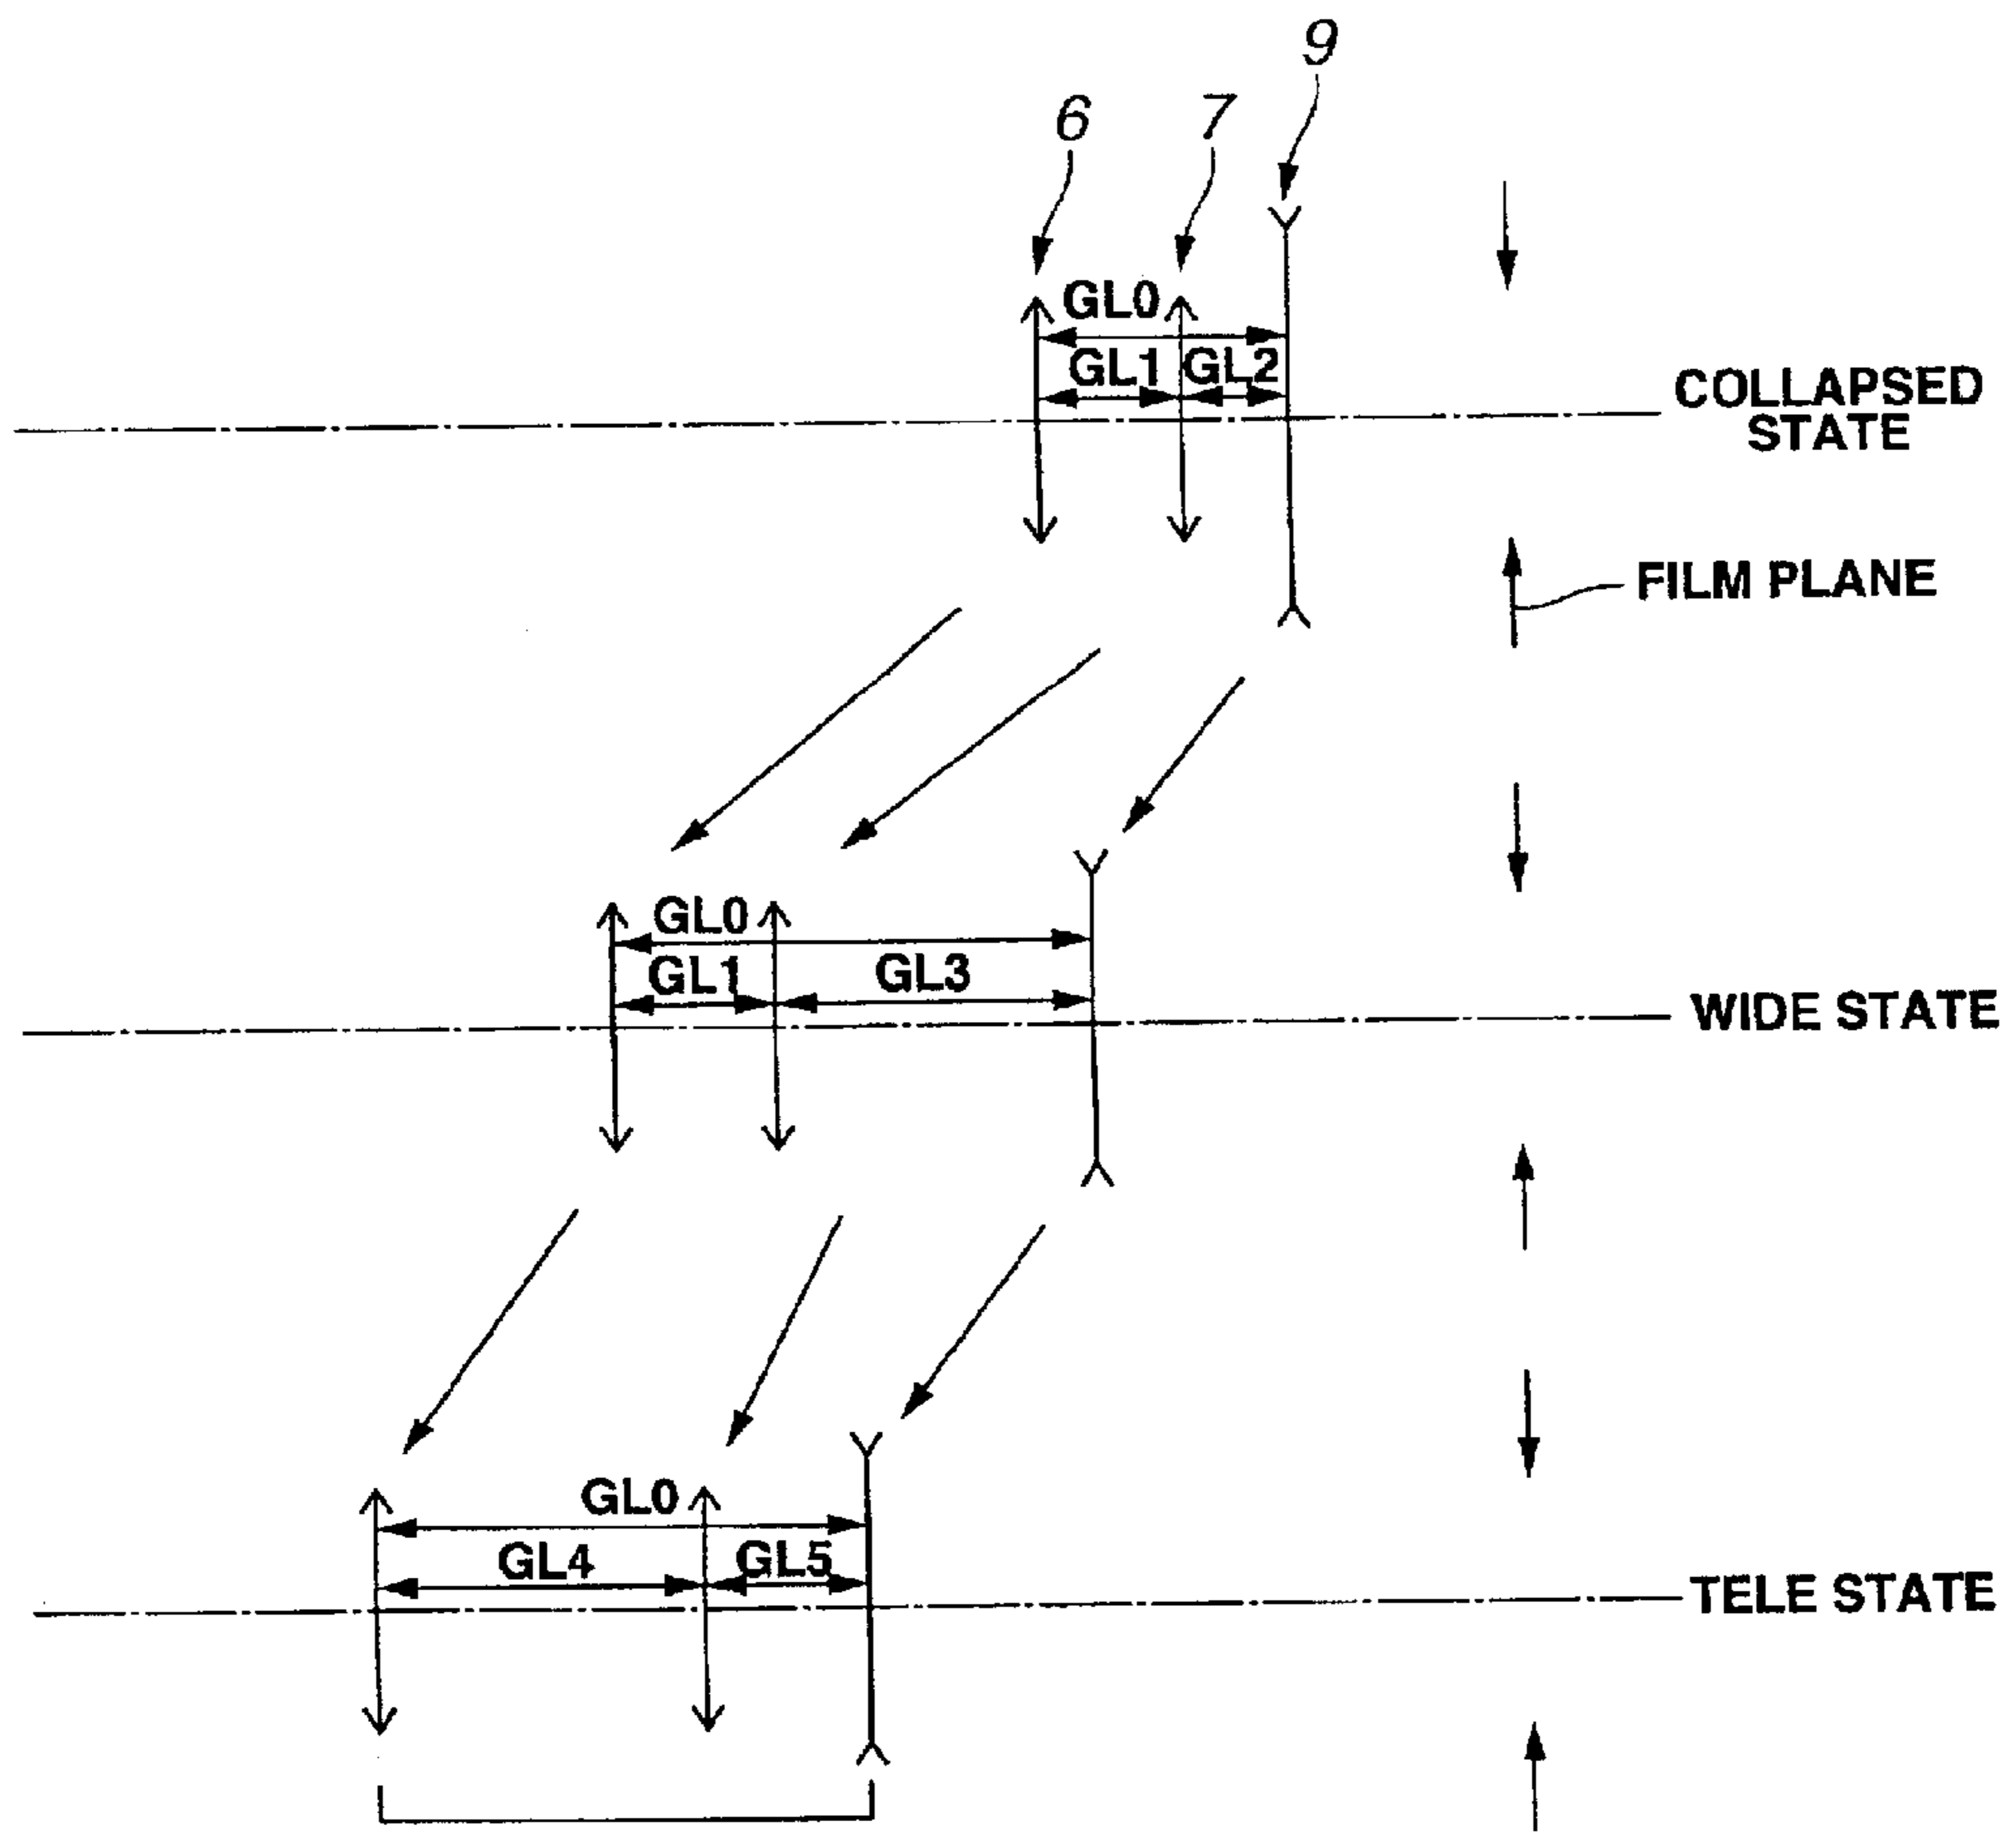 9
6
7
GL0
GL1
GL2
COLLAPSED
STATE
FILM PLANE
GL0
GL1
GL3
WIDE STATE
GL0
GL4
GL5
TELE STATE